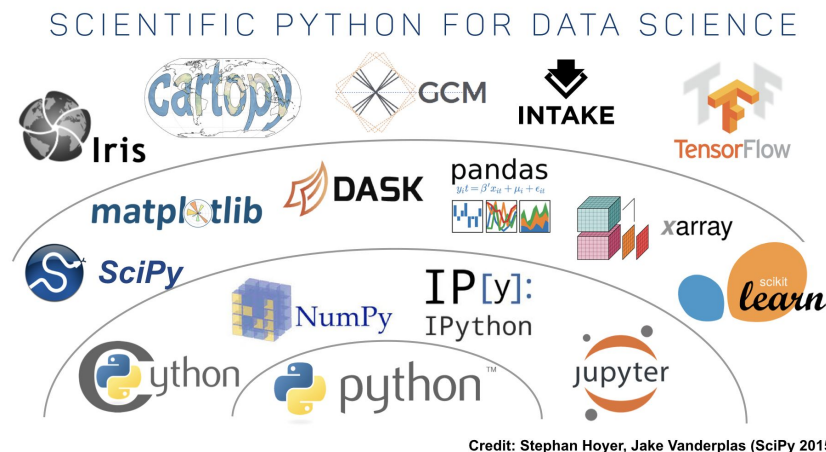 SCIENTIFIC PYTHON FOR DATA SCIENCE
cartopy
GCM
INTAKE
TensorFlow
Iris
pandas
yᵢt = β′xᵢₜ + μᵢ + ϵᵢₜ
DASK
matplotlib
xarray
SciPy
scikit
learn
IP[y]:
IPython
NumPy
Cython
python™
jupyter
Credit: Stephan Hoyer, Jake Vanderplas (SciPy 2015